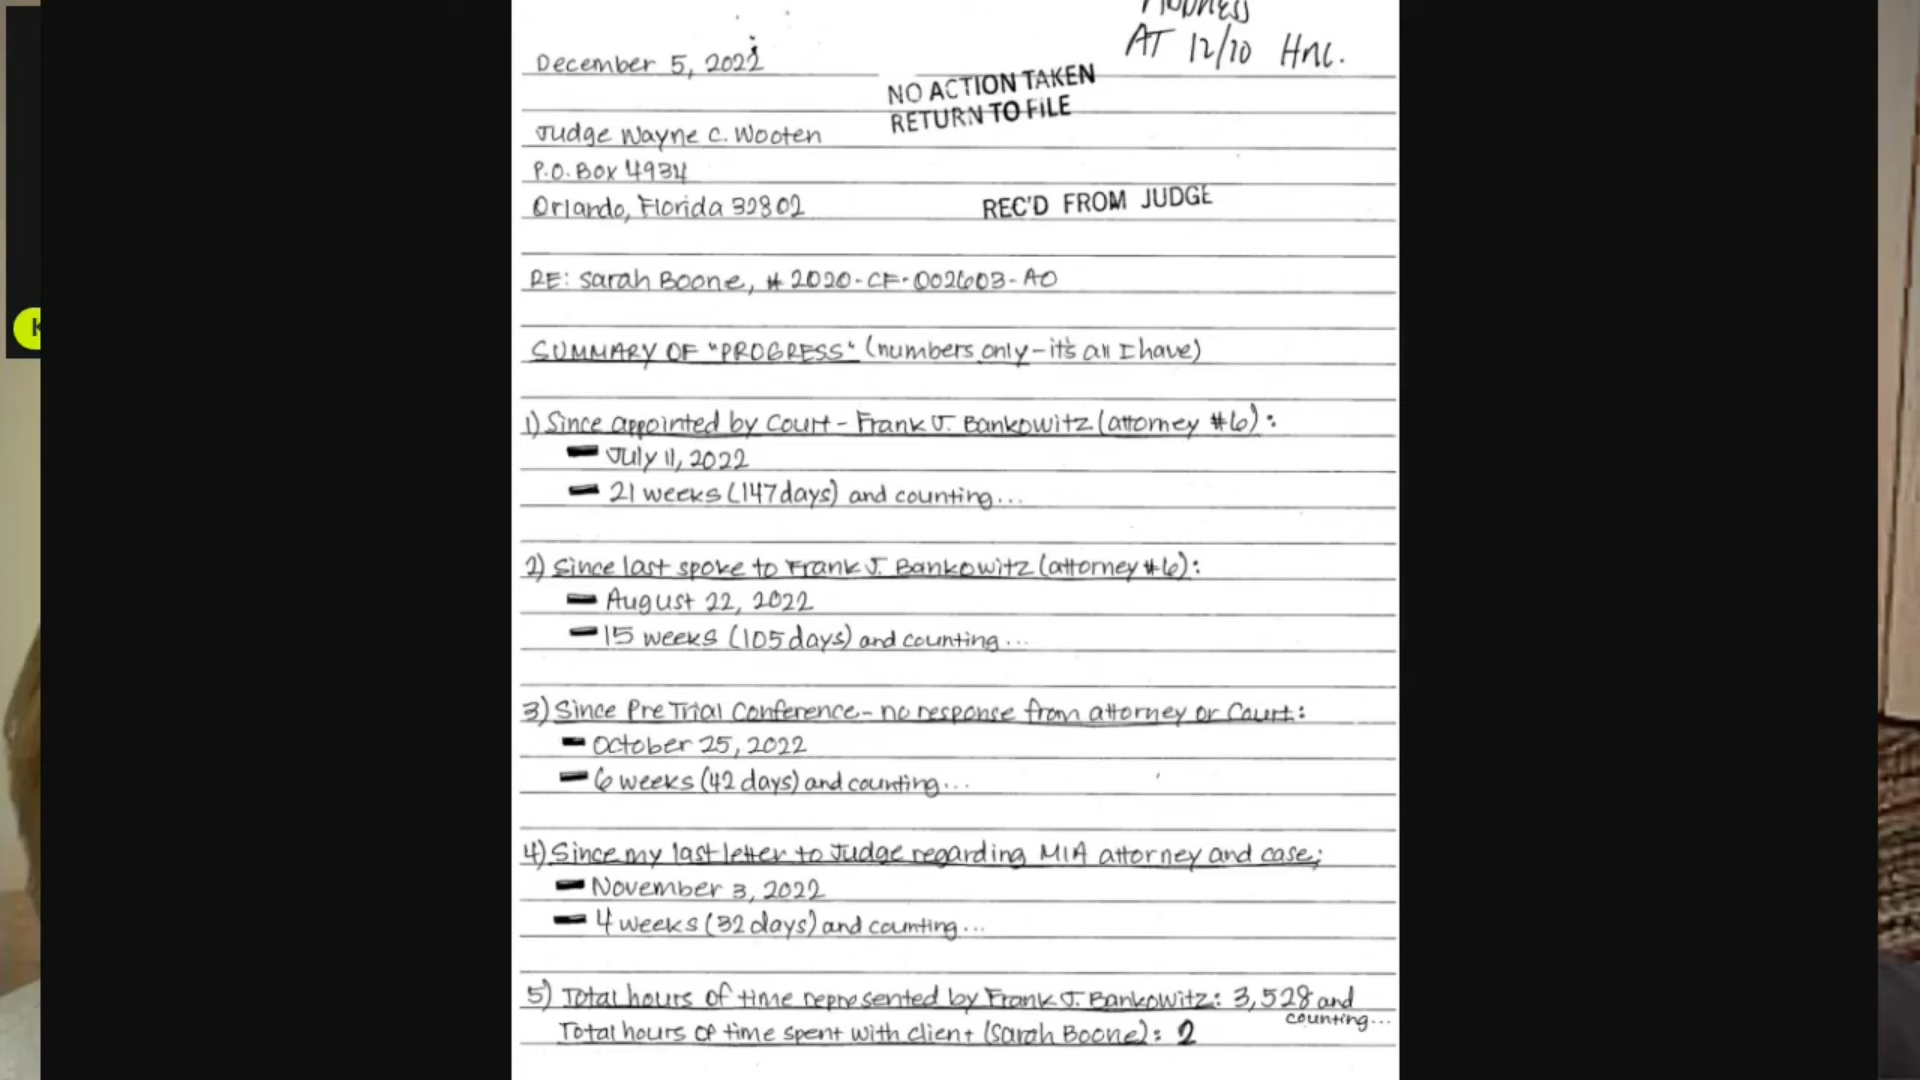 December 5, 2022
AT 12/10 HRC.
NO ACTION TAKEN
RETURN TO FILE
Judge Wayne C. Wooten
P.O. Box 4934
Orlando, Florida 32802
REC'D FROM JUDGE
RE: Sarah Boone, # 2020-CF-002603-AO
K
SUMMARY OF "PROGRESS" (numbers only - it's all I have)
1) Since appointed by Court - Frank J. Bankowitz (attorney #6):
- July 11, 2022
- 21 weeks (147 days) and counting...
2) Since last spoke to Frank J. Bankowitz (attorney #6):
- August 22, 2022
- 15 weeks (105 days) and counting...
3) Since PreTrial Conference - no response from attorney or Court:
- October 25, 2022
- 6 weeks (42 days) and counting...
4) Since my last letter to Judge regarding MIA attorney and case;
- November 3, 2022
- 4 weeks (32 days) and counting...
5) Total hours of time represented by Frank J. Bankowitz: 3,528 and
counting...
Total hours of time spent with client (Sarah Boone): 2